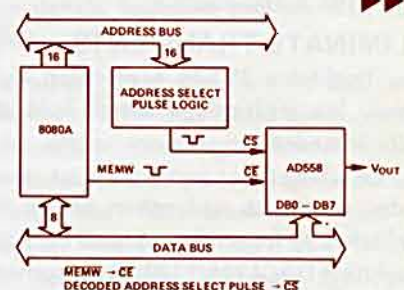 LIMINAT
ADDRESS BUS
16
16
ADDRESS SELECT
PULSE LOGIC
8080A
CS
MEMW
CE
AD558
VOUT
DB0 – DB7
8
DATA BUS
MEMW → CE
DECODED ADDRESS SELECT PULSE → CS